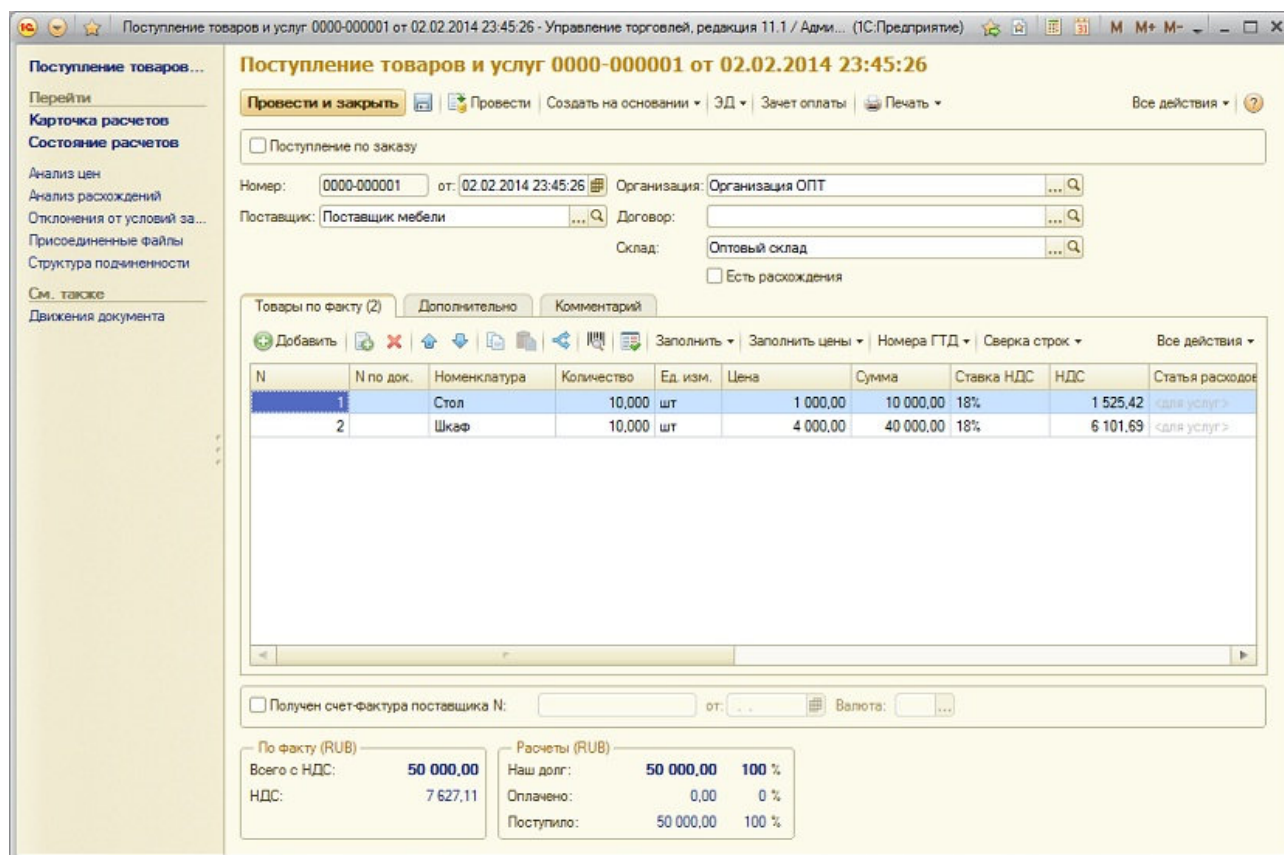 Поступление товаров и услуг 0000-000001 от 02.02.2014 23:45:26 - Управление торговлей, редакция 11.1 / Адми... (1С:Предприятие) 31 M M+ M-
Поступление товаров...
Перейти
Карточка расчетов
Состояние расчетов
Анализ цен
Анализ расхождений
Отклонения от условий за...
Присоединенные файлы
Структура подчиненности
См. также
Движения документа
Поступление товаров и услуг 0000-000001 от 02.02.2014 23:45:26
Провести и закрыть Провести Создать на основании ЭД Зачет оплаты Печать Все действия ?
Поступление по заказу
Номер: 0000-000001 от: 02.02.2014 23:45:26 Организация: Организация ОПТ ...
Поставщик: Поставщик мебели ... Договор: ...
Склад: Оптовый склад ...
Есть расхождения
Товары по факту (2) Дополнительно Комментарий
Добавить Заполнить Заполнить цены Номера ГТД Сверка строк Все действия
N N по док. Номенклатура Количество Ед. изм. Цена Сумма Ставка НДС НДС Статья расходов
1 Стол 10,000 шт 1 000,00 10 000,00 18% 1 525,42 <для услуг>
2 Шкаф 10,000 шт 4 000,00 40 000,00 18% 6 101,69 <для услуг>
Получен счет-фактура поставщика N: от: . . Валюта: ...
По факту (RUB)
Всего с НДС: 50 000,00
НДС: 7 627,11
Расчеты (RUB)
Наш долг: 50 000,00 100 %
Оплачено: 0,00 0 %
Поступило: 50 000,00 100 %